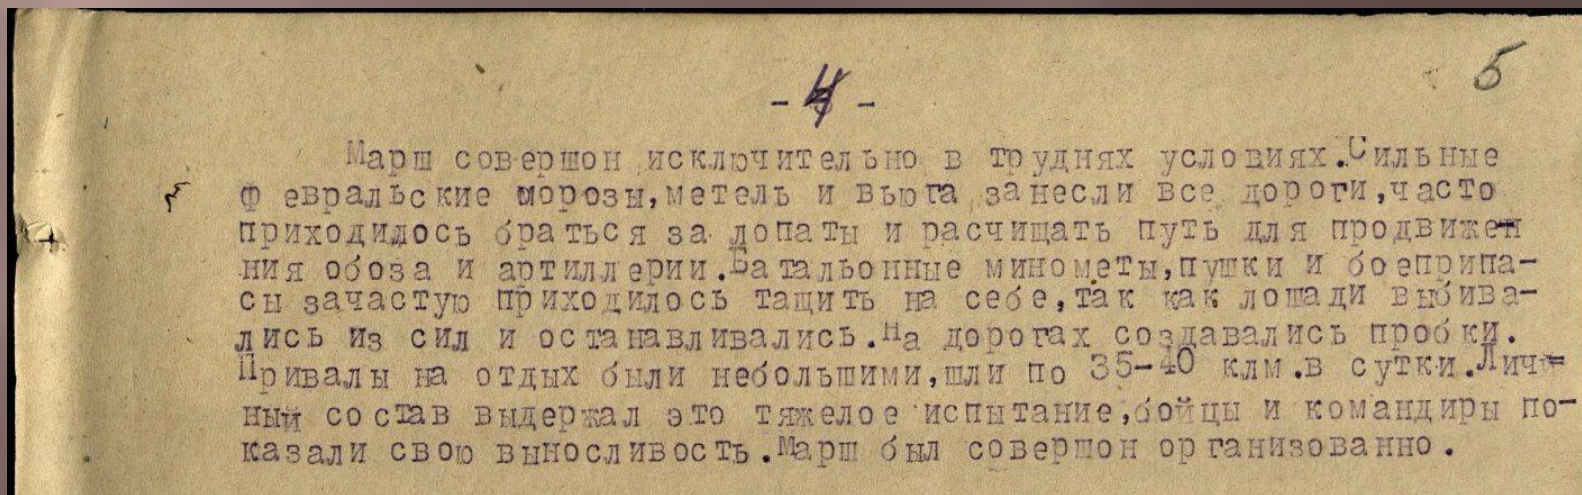 5
- 4 -
Марш совершон исключительно в труднях условиях.Сильные
ф евральские морозы,метель и вьюга занесли все дороги,часто
приходилось браться за лопаты и расчищать путь для продвижен
ния обоза и артиллерии.Батальонные минометы,пушки и боеприпа-
сы зачастую приходилось тащить на себе,так как лошади выбива-
лись из сил и останавливались.На дорогах создавались пробки.
Привалы на отдых были небольшими,шли по 35-40 клм.в сутки.Лич-
ный состав выдержал это тяжелое испытание,бойцы и командиры по-
казали свою выносливость.Марш был совершон организованно.